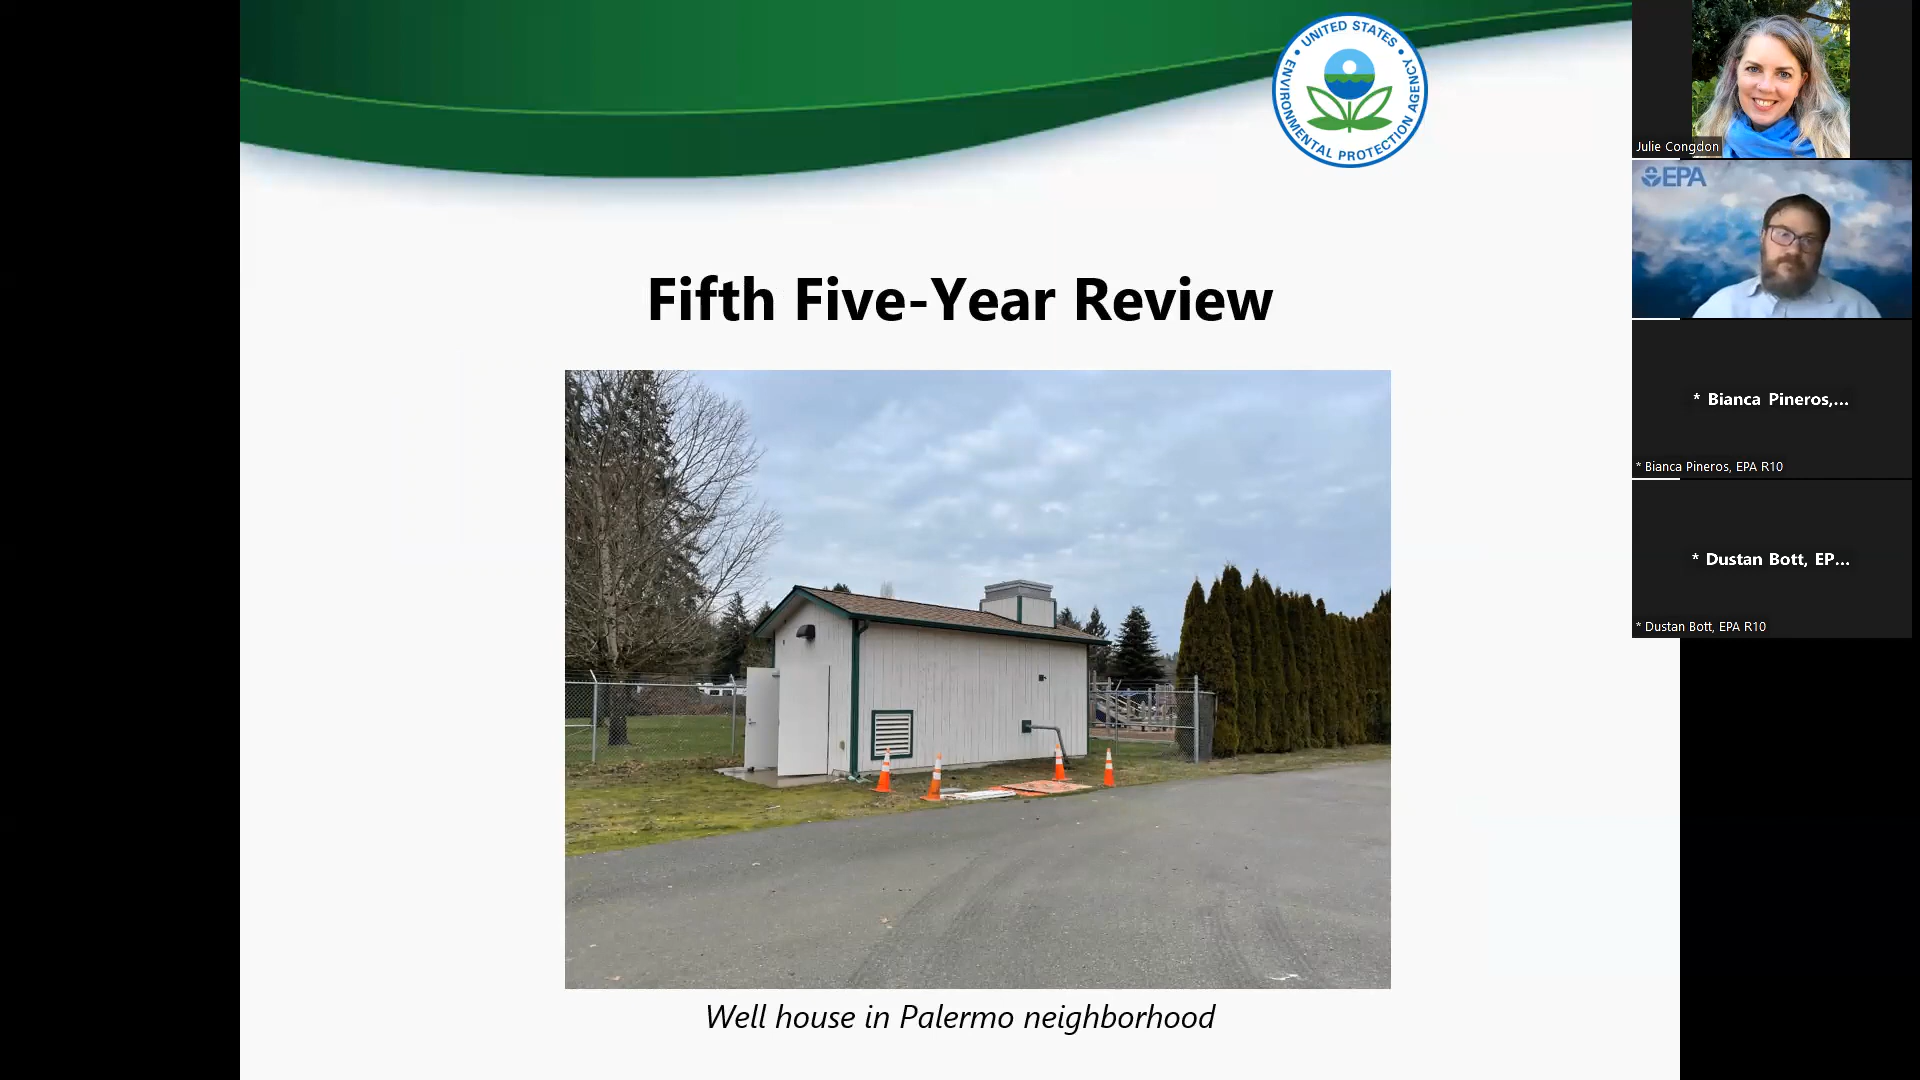 • UNITED STATES •
ENVIRONMENTAL PROTECTION AGENCY
Fifth Five-Year Review
Well house in Palermo neighborhood
Julie Congdon
EPA
* Bianca Pineros,...
* Bianca Pineros, EPA R10
* Dustan Bott, EP...
* Dustan Bott, EPA R10